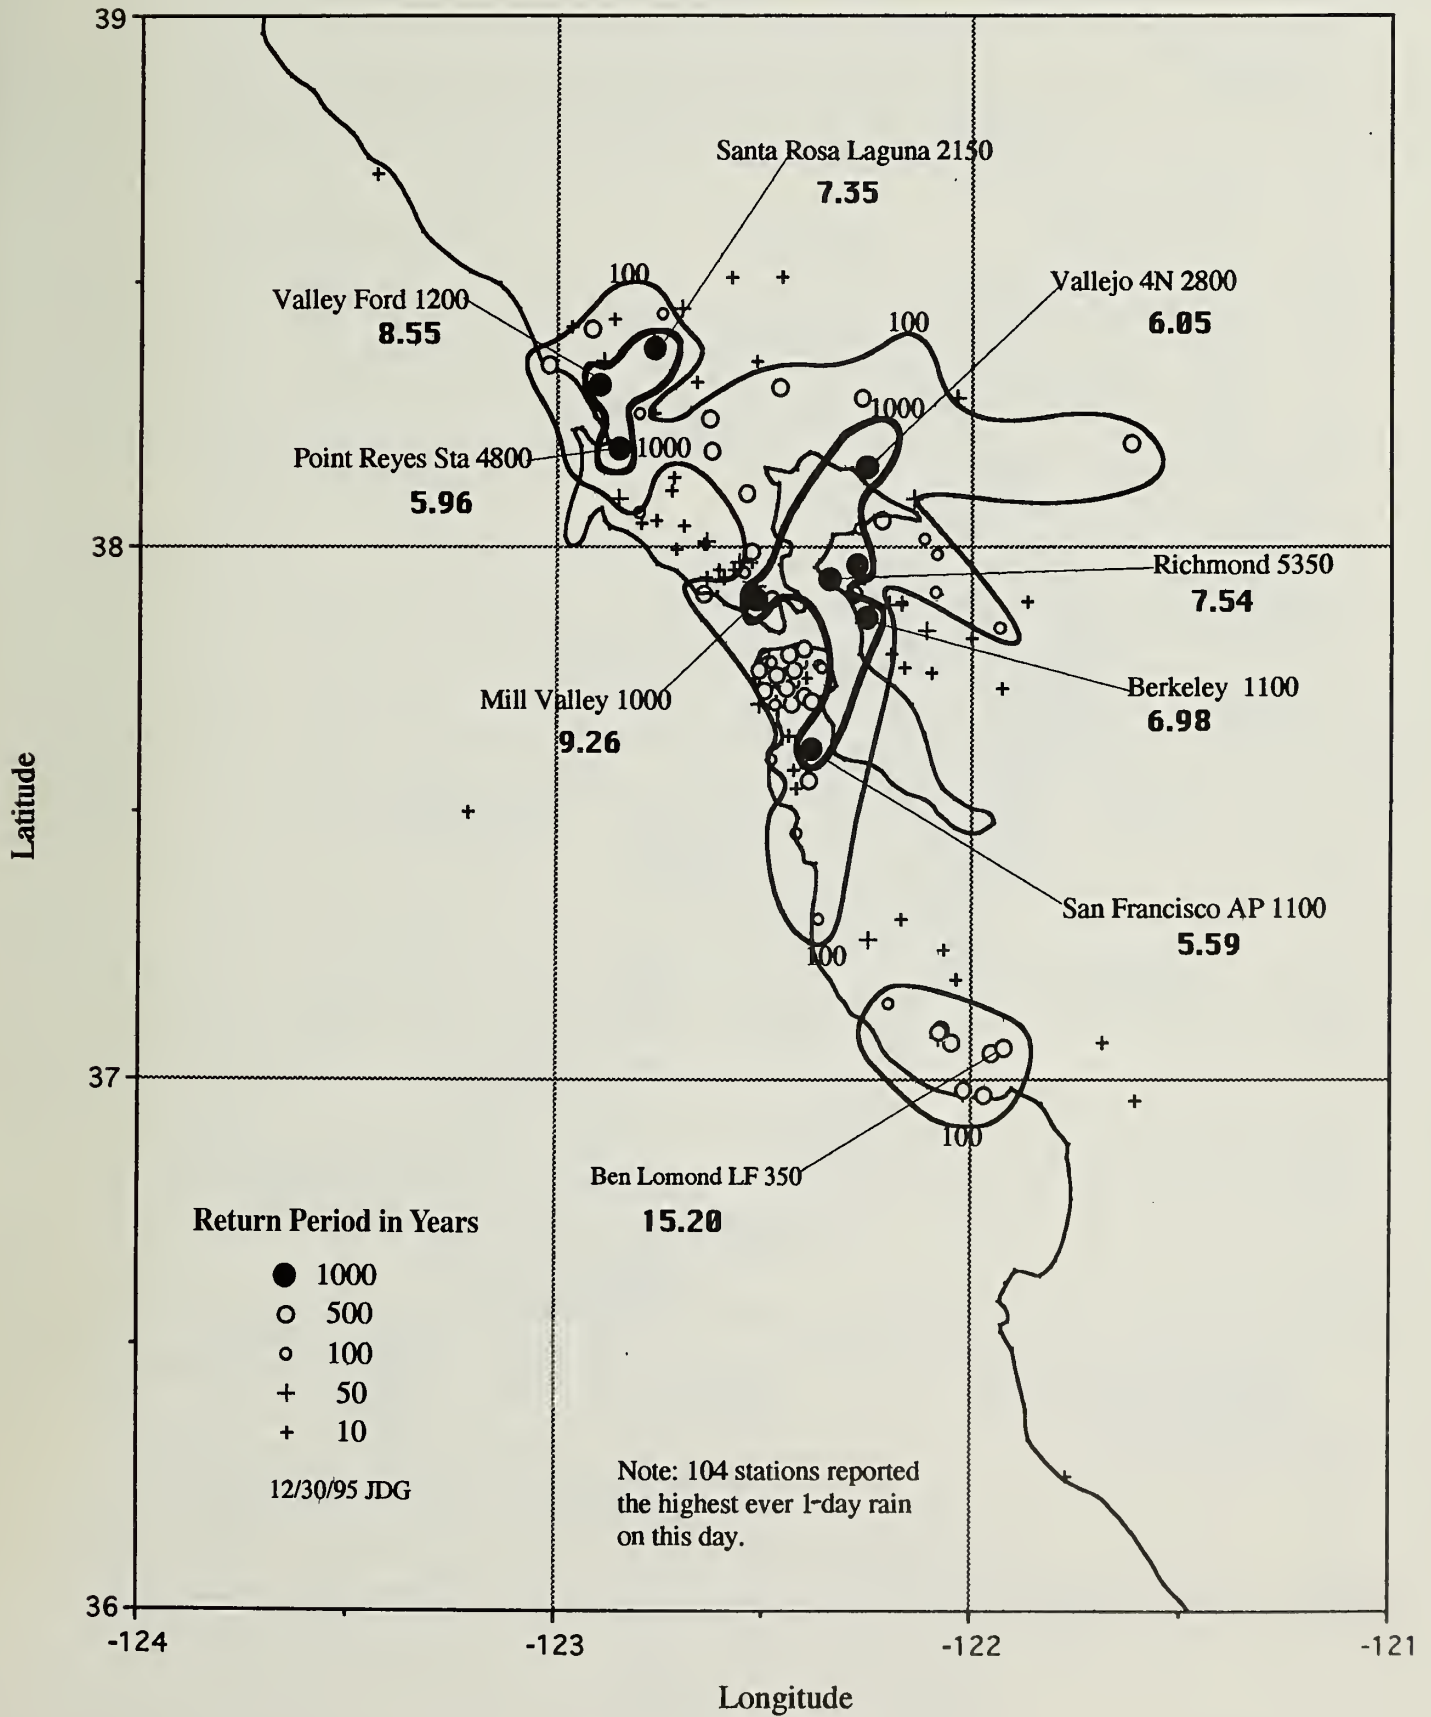 39
Santa Rosa Laguna 2150
7.35
100
Valley Ford 1200
8.55
Vallejo 4N 2800
6.05
100
1000
Point Reyes Sta 4800
1000
5.96
38
Richmond 5350
7.54
Mill Valley 1000
9.26
Berkeley 1100
6.98
Latitude
San Francisco AP 1100
5.59
100
37
100
Ben Lomond LF 350
15.20
Return Period in Years
1000
500
100
50
10
12/30/95 JDG
Note: 104 stations reported
the highest ever 1-day rain
on this day.
36
-124
-123
-122
-121
Longitude